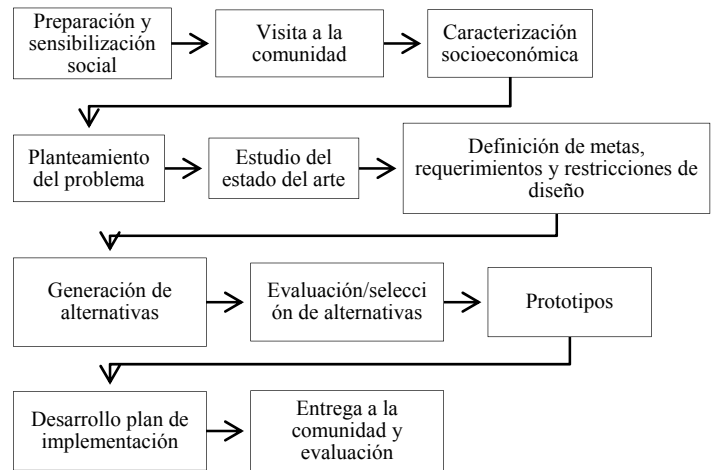 Preparación y
sensibilización
social
Visita a la
comunidad
Caracterización
socioeconómica
Planteamiento
del problema
Estudio del
estado del arte
Definición de metas,
requerimientos y restricciones de
diseño
Generación de
alternativas
Evaluación/selecci
ón de alternativas
Prototipos
Desarrollo plan de
implementación
Entrega a la
comunidad y
evaluación